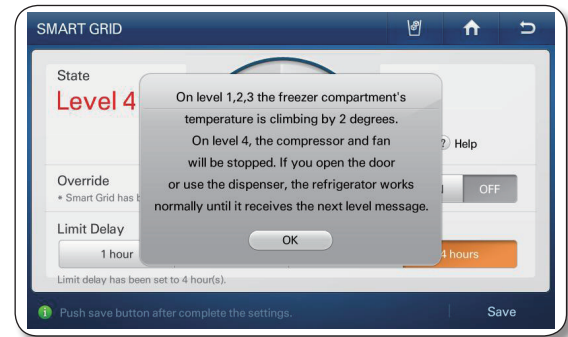 SMART GRID
State
Level 4
On level 1,2,3 the freezer compartment's
temperature is climbing by 2 degrees.
On level 4, the compressor and fan
will be stopped. If you open the door
or use the dispenser, the refrigerator works
normally until it receives the next level message.
OK
? Help
Override
* Smart Grid has
OFF
Limit Delay
1 hour
4 hours
Limit delay has been set to 4 hour(s).
Push save button after complete the settings.
Save